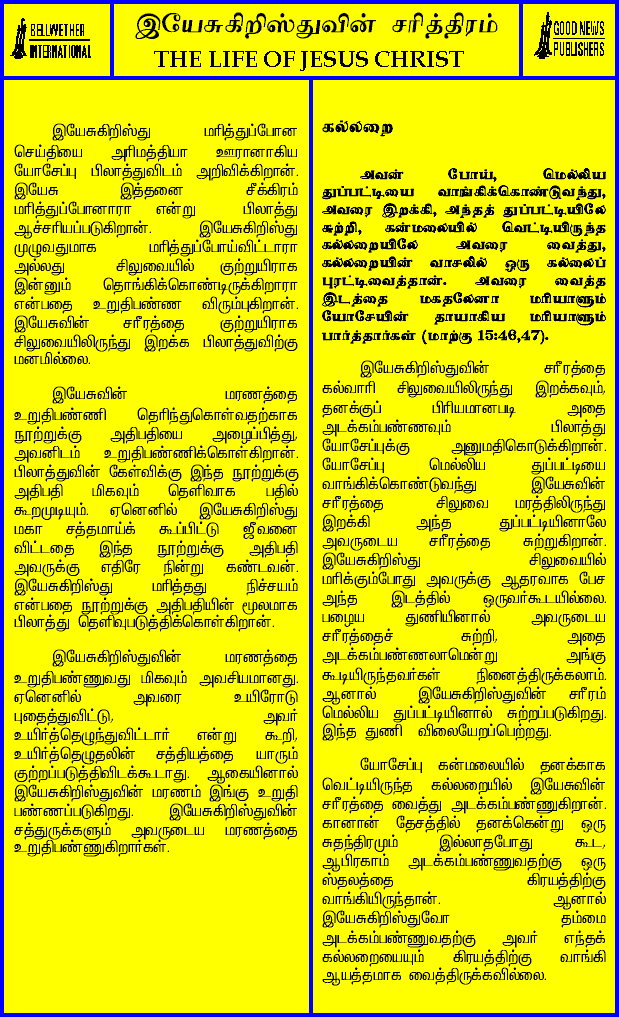 BELLWETHER
INTERNATIONAL
இயேசுகிறிஸ்துவின் சரித்திரம்
THE LIFE OF JESUS CHRIST
GOOD NEWS
PUBLISHERS
இயேசுகிறிஸ்து மரித்துப்போன
செய்தியை அரிமத்தியா ஊரானாகிய
யோசேப்பு பிலாத்துவிடம் அறிவிக்கிறான்.
இயேசு இத்தனை சீக்கிரம்
மரித்துப்போனாரா என்று பிலாத்து
ஆச்சரியப்படுகிறான். இயேசுகிறிஸ்து
முழுவதுமாக மரித்துப்போய்விட்டாரா
அல்லது சிலுவையில் குற்றுயிராக
இன்னும் தொங்கிக்கொண்டிருக்கிறாரா
என்பதை உறுதிபண்ண விரும்புகிறான்.
இயேசுவின் சரீரத்தை குற்றுயிராக
சிலுவையிலிருந்து இறக்க பிலாத்துவிற்கு
மனமில்லை.
இயேசுவின் மரணத்தை
உறுதிபண்ணி தெரிந்துகொள்வதற்காக
நூற்றுக்கு அதிபதியை அழைப்பித்து,
அவனிடம் உறுதிபண்ணிக்கொள்கிறான்.
பிலாத்துவின் கேள்விக்கு இந்த நூற்றுக்கு
அதிபதி மிகவும் தெளிவாக பதில்
கூறமுடியும். ஏனெனில் இயேசுகிறிஸ்து
மகா சத்தமாய்க் கூப்பிட்டு ஜீவனை
விட்டதை இந்த நூற்றுக்கு அதிபதி
அவருக்கு எதிரே நின்று கண்டவன்.
இயேசுகிறிஸ்து மரித்தது நிச்சயம்
என்பதை நூற்றுக்கு அதிபதியின் மூலமாக
பிலாத்து தெளிவுபடுத்திக்கொள்கிறான்.
இயேசுகிறிஸ்துவின் மரணத்தை
உறுதிபண்ணுவது மிகவும் அவசியமானது.
ஏனெனில் அவரை உயிரோடு
புதைத்துவிட்டு, அவர்
உயிர்த்தெழுந்துவிட்டார் என்று கூறி,
உயிர்த்தெழுதலின் சத்தியத்தை யாரும்
குற்றப்படுத்திவிடக்கூடாது. ஆகையினால்
இயேசுகிறிஸ்துவின் மரணம் இங்கு உறுதி
பண்ணப்படுகிறது. இயேசுகிறிஸ்துவின்
சத்துருக்களும் அவருடைய மரணத்தை
உறுதிபண்ணுகிறார்கள்.
கல்லறை
அவன் போய், மெல்லிய
துப்பட்டியை வாங்கிக்கொண்டுவந்து,
அவரை இறக்கி, அந்தத் துப்பட்டியிலே
சுற்றி, கன்மலையில் வெட்டியிருந்த
கல்லறையிலே அவரை வைத்து,
கல்லறையின் வாசலில் ஒரு கல்லைப்
புரட்டிவைத்தான். அவரை வைத்த
இடத்தை மகதலேனா மரியாளும்
யோசேயின் தாயாகிய மரியாளும்
பார்த்தார்கள் (மாற்கு 15:46,47).
இயேசுகிறிஸ்துவின் சரீரத்தை
கல்வாரி சிலுவையிலிருந்து இறக்கவும்,
தனக்குப் பிரியமானபடி அதை
அடக்கம்பண்ணவும் பிலாத்து
யோசேப்புக்கு அனுமதிகொடுக்கிறான்.
யோசேப்பு மெல்லிய துப்பட்டியை
வாங்கிக்கொண்டுவந்து இயேசுவின்
சரீரத்தை சிலுவை மரத்திலிருந்து
இறக்கி அந்த துப்பட்டியினாலே
அவருடைய சரீரத்தை சுற்றுகிறான்.
இயேசுகிறிஸ்து சிலுவையில்
மரிக்கும்போது அவருக்கு ஆதரவாக பேச
அந்த இடத்தில் ஒருவர்கூடயில்லை.
பழைய துணியினால் அவருடைய
சரீரத்தைச் சுற்றி, அதை
அடக்கம்பண்ணலாமென்று அங்கு
கூடியிருந்தவர்கள் நினைத்திருக்கலாம்.
ஆனால் இயேசுகிறிஸ்துவின் சரீரம்
மெல்லிய துப்பட்டியினால் சுற்றப்படுகிறது.
இந்த துணி விலையேறப்பெற்றது.
யோசேப்பு கன்மலையில் தனக்காக
வெட்டியிருந்த கல்லறையில் இயேசுவின்
சரீரத்தை வைத்து அடக்கம்பண்ணுகிறான்.
கானான் தேசத்தில் தனக்கென்று ஒரு
சுதந்திரமும் இல்லாதபோது கூட,
ஆபிரகாம் அடக்கம்பண்ணுவதற்கு ஒரு
ஸ்தலத்தை கிரயத்திற்கு
வாங்கியிருந்தான். ஆனால்
இயேசுகிறிஸ்துவோ தம்மை
அடக்கம்பண்ணுவதற்கு அவர் எந்தக்
கல்லறையையும் கிரயத்திற்கு வாங்கி
ஆயத்தமாக வைத்திருக்கவில்லை.